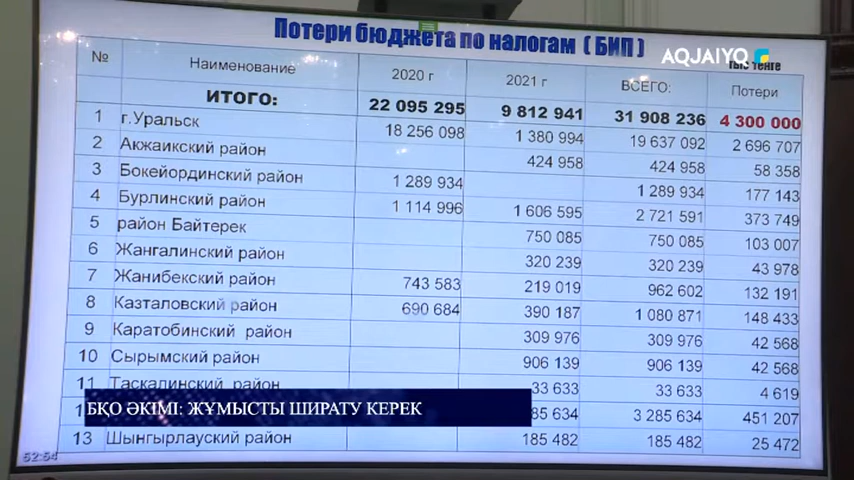 Потери бюджета по налогам ( БИП )
AQJAIYQ
тыс тенге
№ Наименование 2020 г 2021 г ВСЕГО: Потери
ИТОГО: 22 095 295 9 812 941 31 908 236 4 300 000
1 г.Уральск 18 256 098 1 380 994 19 637 092 2 696 707
2 Акжаикский район 424 958 424 958 58 358
3 Бокейординский район 1 289 934 1 289 934 177 143
4 Бурлинский район 1 114 996 1 606 595 2 721 591 373 749
5 район Байтерек 750 085 750 085 103 007
6 Жангалинский район 320 239 320 239 43 978
7 Жанибекский район 743 583 219 019 962 602 132 191
8 Казталовский район 690 684 390 187 1 080 871 148 433
9 Каратобинский район 309 976 309 976 42 568
10 Сырымский район 906 139 906 139 42 568
11 Таскалинский район 33 633 33 633 4 619
85 634 3 285 634 451 207
БҚО ӘКІМІ: ЖҰМЫСТЫ ШИРАТУ КЕРЕК
13 Шынгырлауский район 185 482 185 482 25 472
52:54